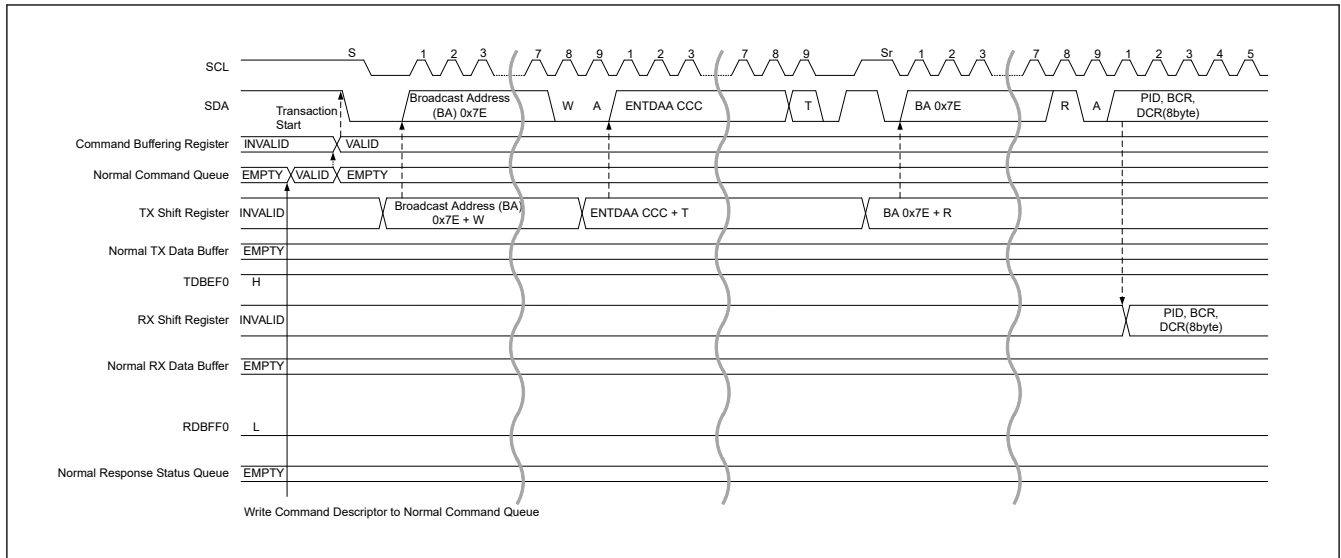 S 1 2 3 7 8 9 1 2 3 7 8 9 Sr 1 2 3 7 8 9 1 2 3 4 5
SCL
SDA
Transaction
Start
Broadcast Address
(BA) 0x7E
W A ENTDAA CCC T BA 0x7E R A
PID, BCR,
DCR(8byte)
Command Buffering Register INVALID VALID
Normal Command Queue EMPTY VALID EMPTY
TX Shift Register INVALID
Broadcast Address (BA)
0x7E + W
ENTDAA CCC + T BA 0x7E + R
Normal TX Data Buffer EMPTY
TDBEF0 H
RX Shift Register INVALID
PID, BCR,
DCR(8byte)
Normal RX Data Buffer EMPTY
RDBFF0 L
Normal Response Status Queue EMPTY
Write Command Descriptor to Normal Command Queue